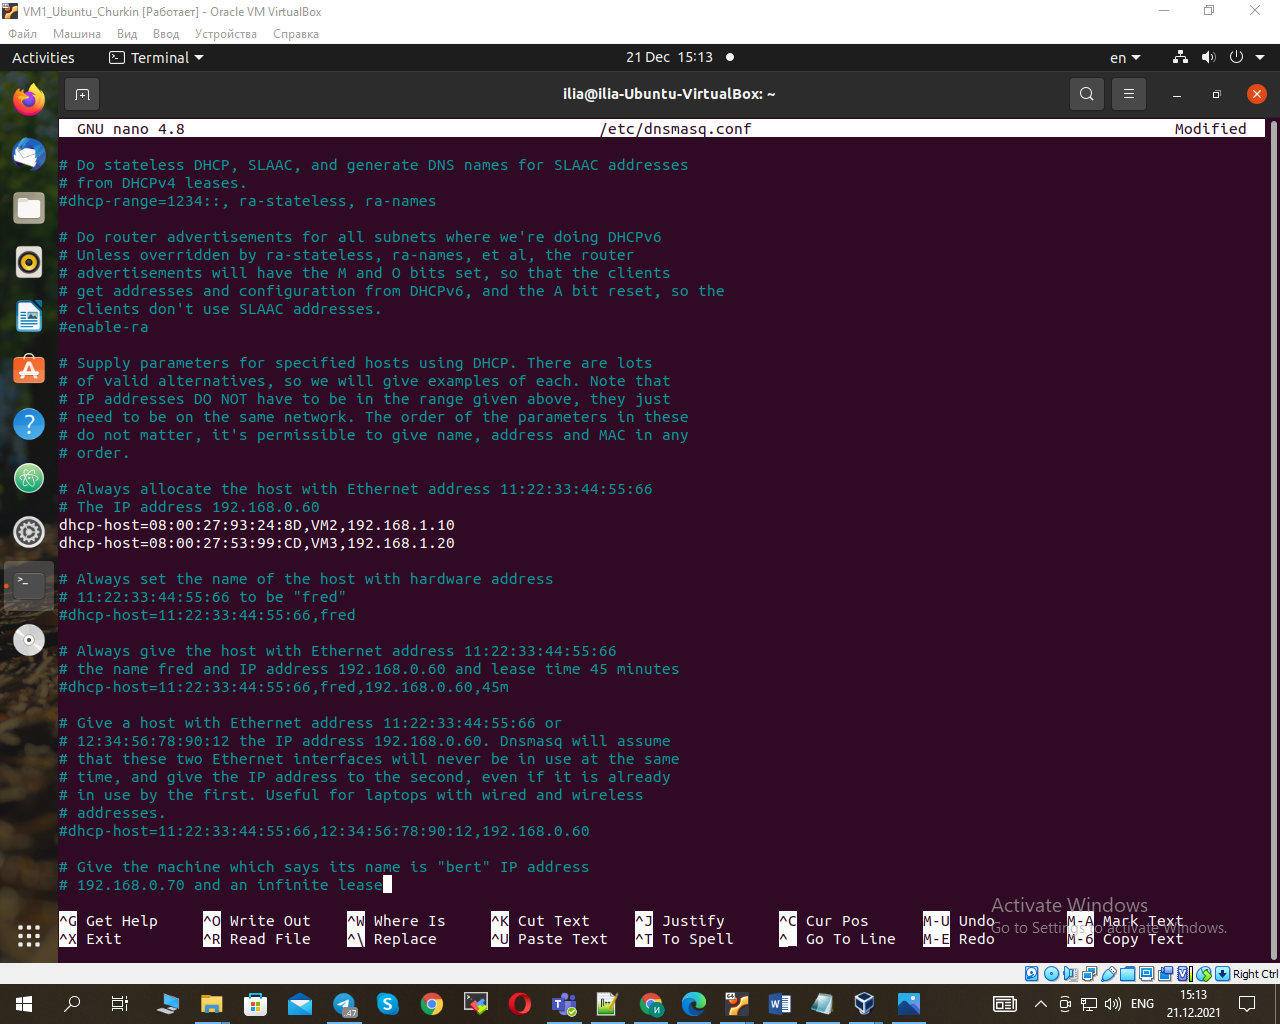 VM1_Ubuntu_Churkin [Работает] - Oracle VM VirtualBox
Файл Машина Вид Ввод Устройства Справка
Activities Terminal 21 Dec 15:13 en
ilia@ilia-Ubuntu-VirtualBox: ~
GNU nano 4.8 /etc/dnsmasq.conf Modified
# Do stateless DHCP, SLAAC, and generate DNS names for SLAAC addresses
# from DHCPv4 leases.
#dhcp-range=1234::, ra-stateless, ra-names
# Do router advertisements for all subnets where we're doing DHCPv6
# Unless overridden by ra-stateless, ra-names, et al, the router
# advertisements will have the M and O bits set, so that the clients
# get addresses and configuration from DHCPv6, and the A bit reset, so the
# clients don't use SLAAC addresses.
#enable-ra
# Supply parameters for specified hosts using DHCP. There are lots
# of valid alternatives, so we will give examples of each. Note that
# IP addresses DO NOT have to be in the range given above, they just
# need to be on the same network. The order of the parameters in these
# do not matter, it's permissible to give name, address and MAC in any
# order.
# Always allocate the host with Ethernet address 11:22:33:44:55:66
# The IP address 192.168.0.60
dhcp-host=08:00:27:93:24:8D,VM2,192.168.1.10
dhcp-host=08:00:27:53:99:CD,VM3,192.168.1.20
# Always set the name of the host with hardware address
# 11:22:33:44:55:66 to be "fred"
#dhcp-host=11:22:33:44:55:66,fred
# Always give the host with Ethernet address 11:22:33:44:55:66
# the name fred and IP address 192.168.0.60 and lease time 45 minutes
#dhcp-host=11:22:33:44:55:66,fred,192.168.0.60,45m
# Give a host with Ethernet address 11:22:33:44:55:66 or
# 12:34:56:78:90:12 the IP address 192.168.0.60. Dnsmasq will assume
# that these two Ethernet interfaces will never be in use at the same
# time, and give the IP address to the second, even if it is already
# in use by the first. Useful for laptops with wired and wireless
# addresses.
#dhcp-host=11:22:33:44:55:66,12:34:56:78:90:12,192.168.0.60
# Give the machine which says its name is "bert" IP address
# 192.168.0.70 and an infinite lease
^G Get Help ^O Write Out ^W Where Is ^K Cut Text ^J Justify ^C Cur Pos M-U Undo M-A Mark Text
^X Exit ^R Read File ^\ Replace ^U Paste Text ^T To Spell ^_ Go To Line M-E Redo M-6 Copy Text
Activate Windows
Go to Settings to activate Windows.
Right Ctrl
.47
ENG
15:13
21.12.2021